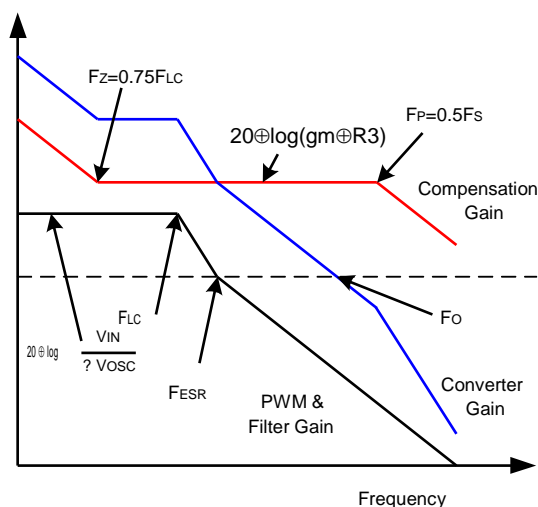 FZ=0.75FLC
20⊕log(gm⊕R3)
FP=0.5FS
Compensation
Gain
FLC
20 ⊕ log
VIN
? VOSC
FO
FESR
PWM &
Filter Gain
Converter
Gain
Frequency